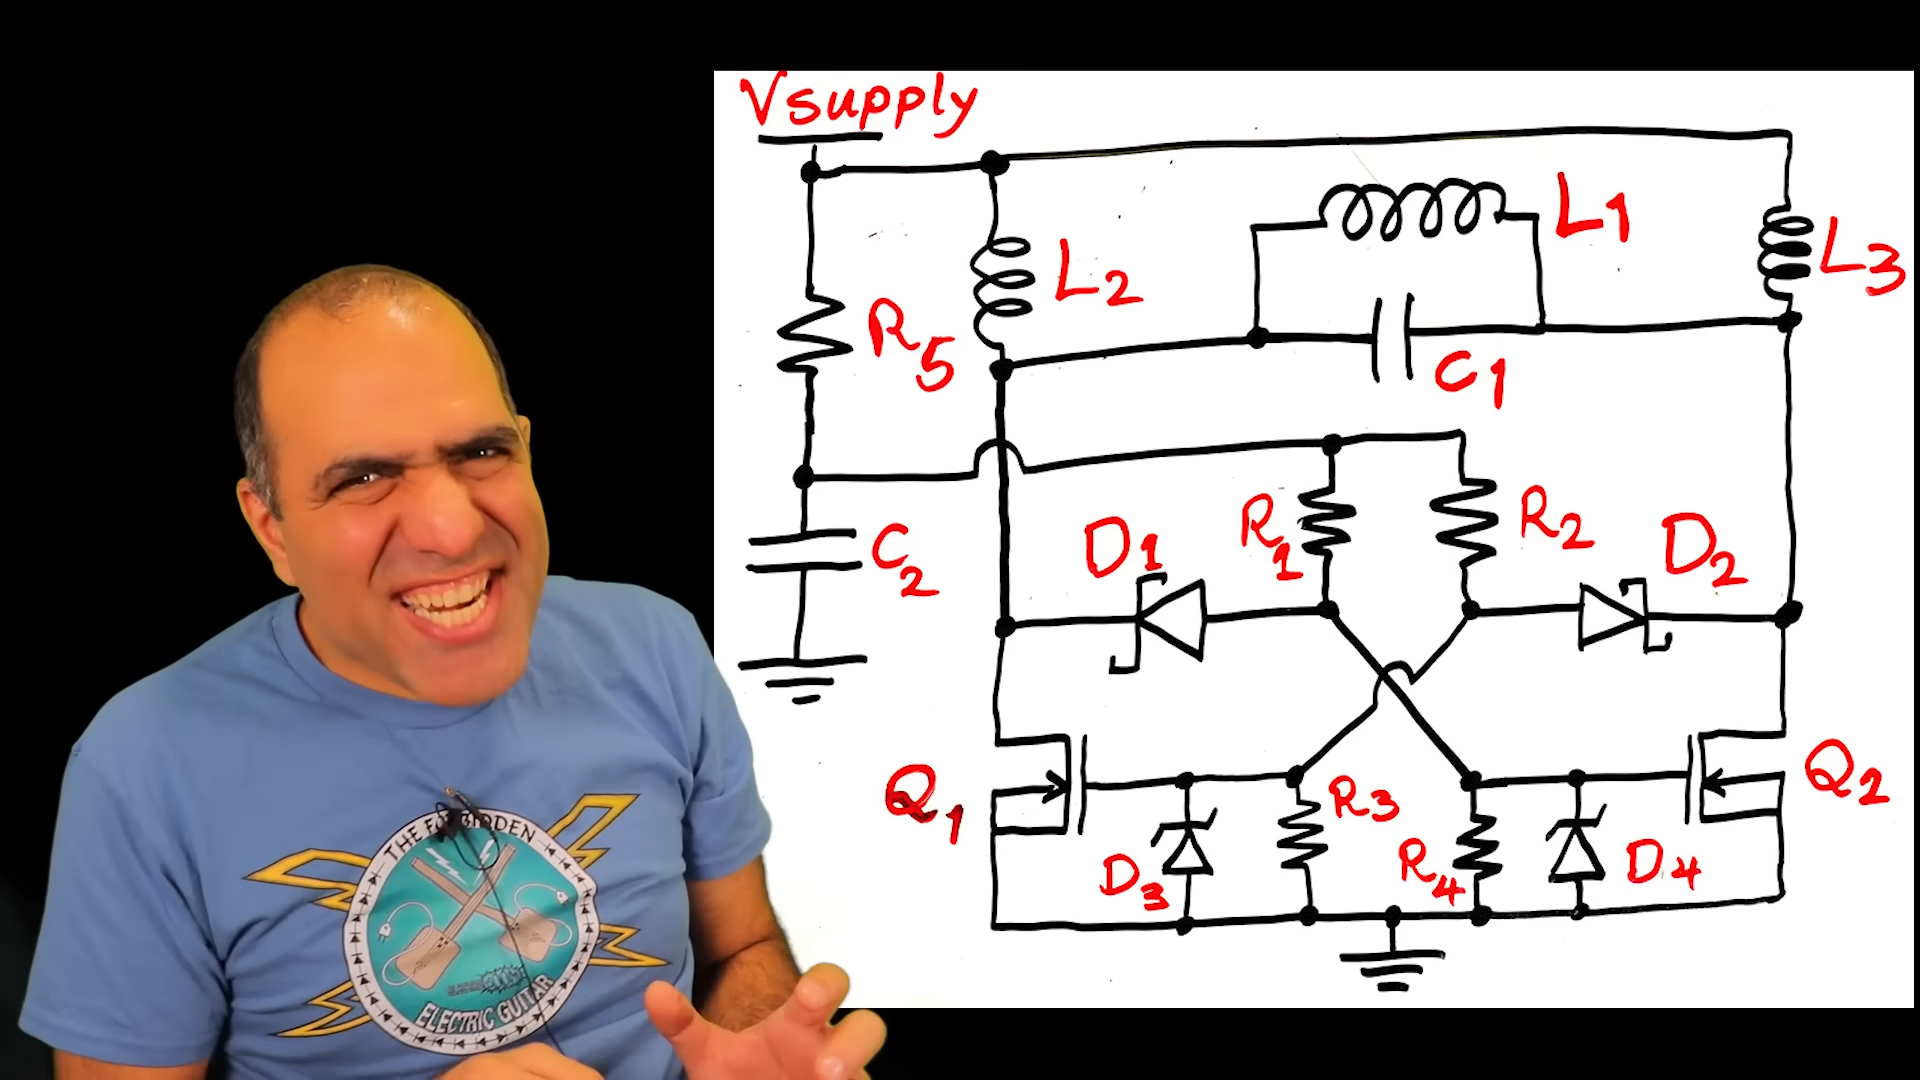 Vsupply
L1
L2
L3
R5
C1
C2
D1
R1
R2
D2
Q1
Q2
R3
D3
R4
D4
THE FORBIDDEN
ELECTRIC GUITAR